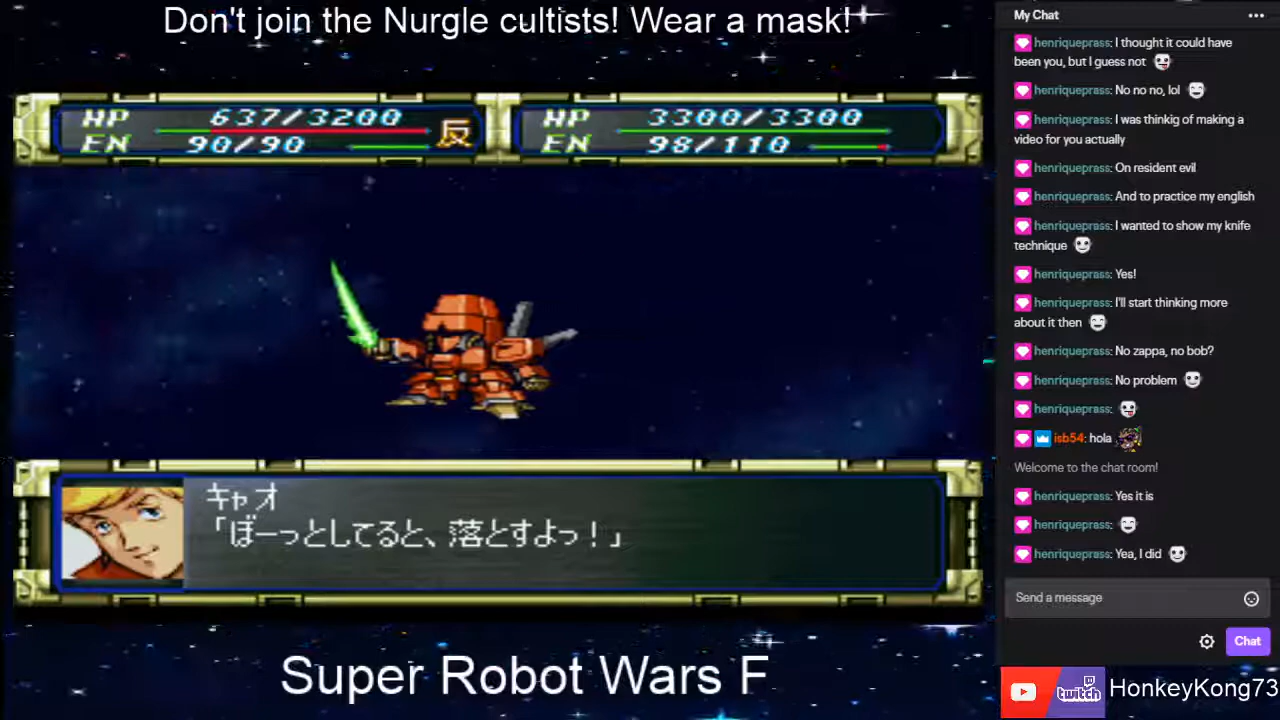 Don't join the Nurgle cultists! Wear a mask!
HP 637/3200
EN 90/90
反
HP 3300/3300
EN 98/110
キャオ
「ぼーっとしてると、落とすよっ！」
Super Robot Wars F
My Chat
henriqueprass: I thought it could have
been you, but I guess not
henriqueprass: No no no, lol
henriqueprass: I was thinkig of making a
video for you actually
henriqueprass: On resident evil
henriqueprass: And to practice my english
henriqueprass: I wanted to show my knife
technique
henriqueprass: Yes!
henriqueprass: I'll start thinking more
about it then
henriqueprass: No zappa, no bob?
henriqueprass: No problem
henriqueprass:
isb54: hola
Welcome to the chat room!
henriqueprass: Yes it is
henriqueprass:
henriqueprass: Yea, I did
Send a message
Chat
twitch
HonkeyKong73